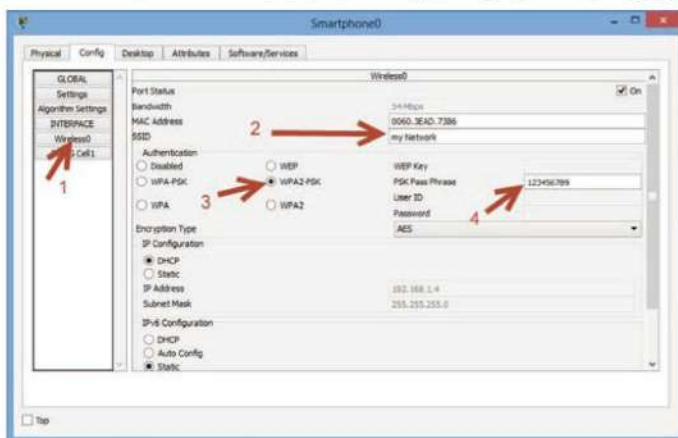 Smartphone0
Physical Config Desktop Attributes Software/Services
GLOBAL
Settings
Algorithm Settings
INTERFACE
Wireless0
G Cell1
1
Wireless0
Port Status On
Bandwidth 54 Mbps
MAC Address 0060.3EAD.7386
SSID 2 my Network
Authentication
Disabled WEP WEP Key
WPA-PSK 3 WPA2-PSK PSK Pass Phrase 123456789
WPA WPA2 User ID
Password 4
Encryption Type AES
IP Configuration
DHCP
Static
IP Address 192.168.1.4
Subnet Mask 255.255.255.0
IPv6 Configuration
DHCP
Auto Config
Static
Top